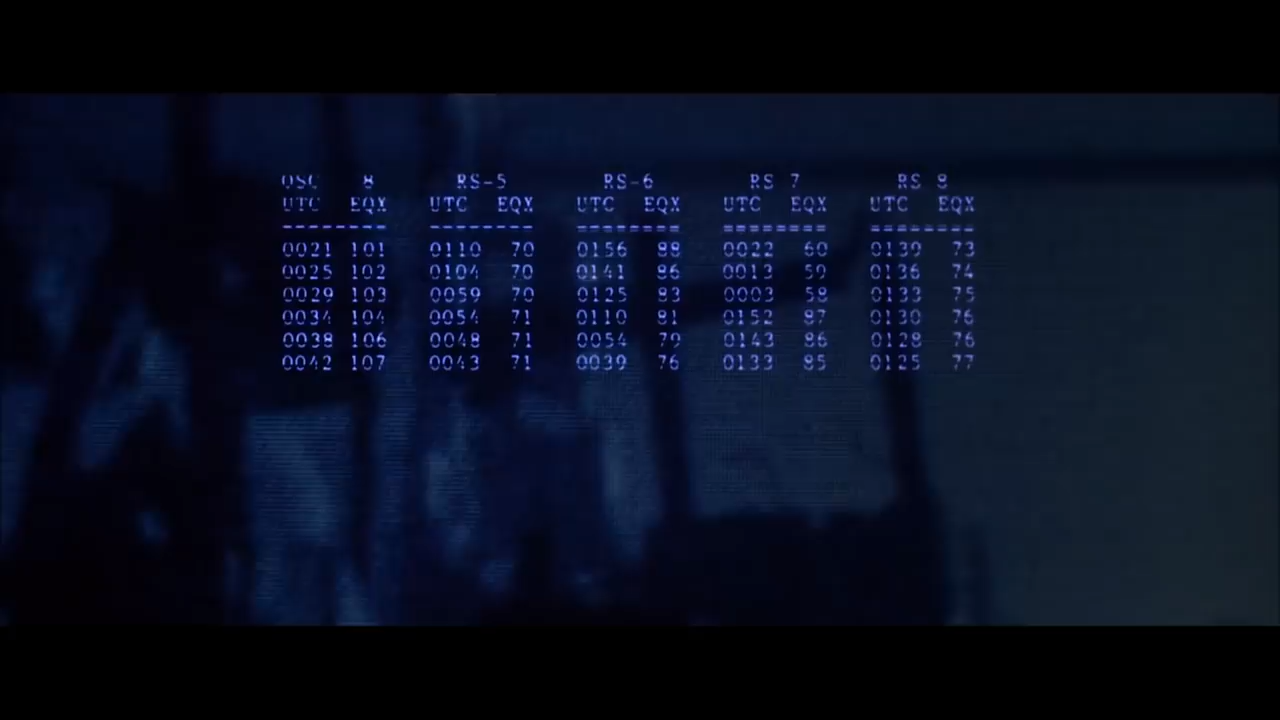 OSC 8 RS-5 RS-6 RS 7 RS 8
UTC EQX UTC EQX UTC EQX UTC EQX UTC EQX
0021 101 0110 70 0156 88 0022 60 0139 73
0025 102 0104 70 0141 86 0013 59 0136 74
0029 103 0059 70 0125 83 0003 58 0133 75
0034 104 0054 71 0110 81 0152 87 0130 76
0038 106 0048 71 0054 79 0143 86 0128 76
0042 107 0043 71 0039 76 0133 85 0125 77